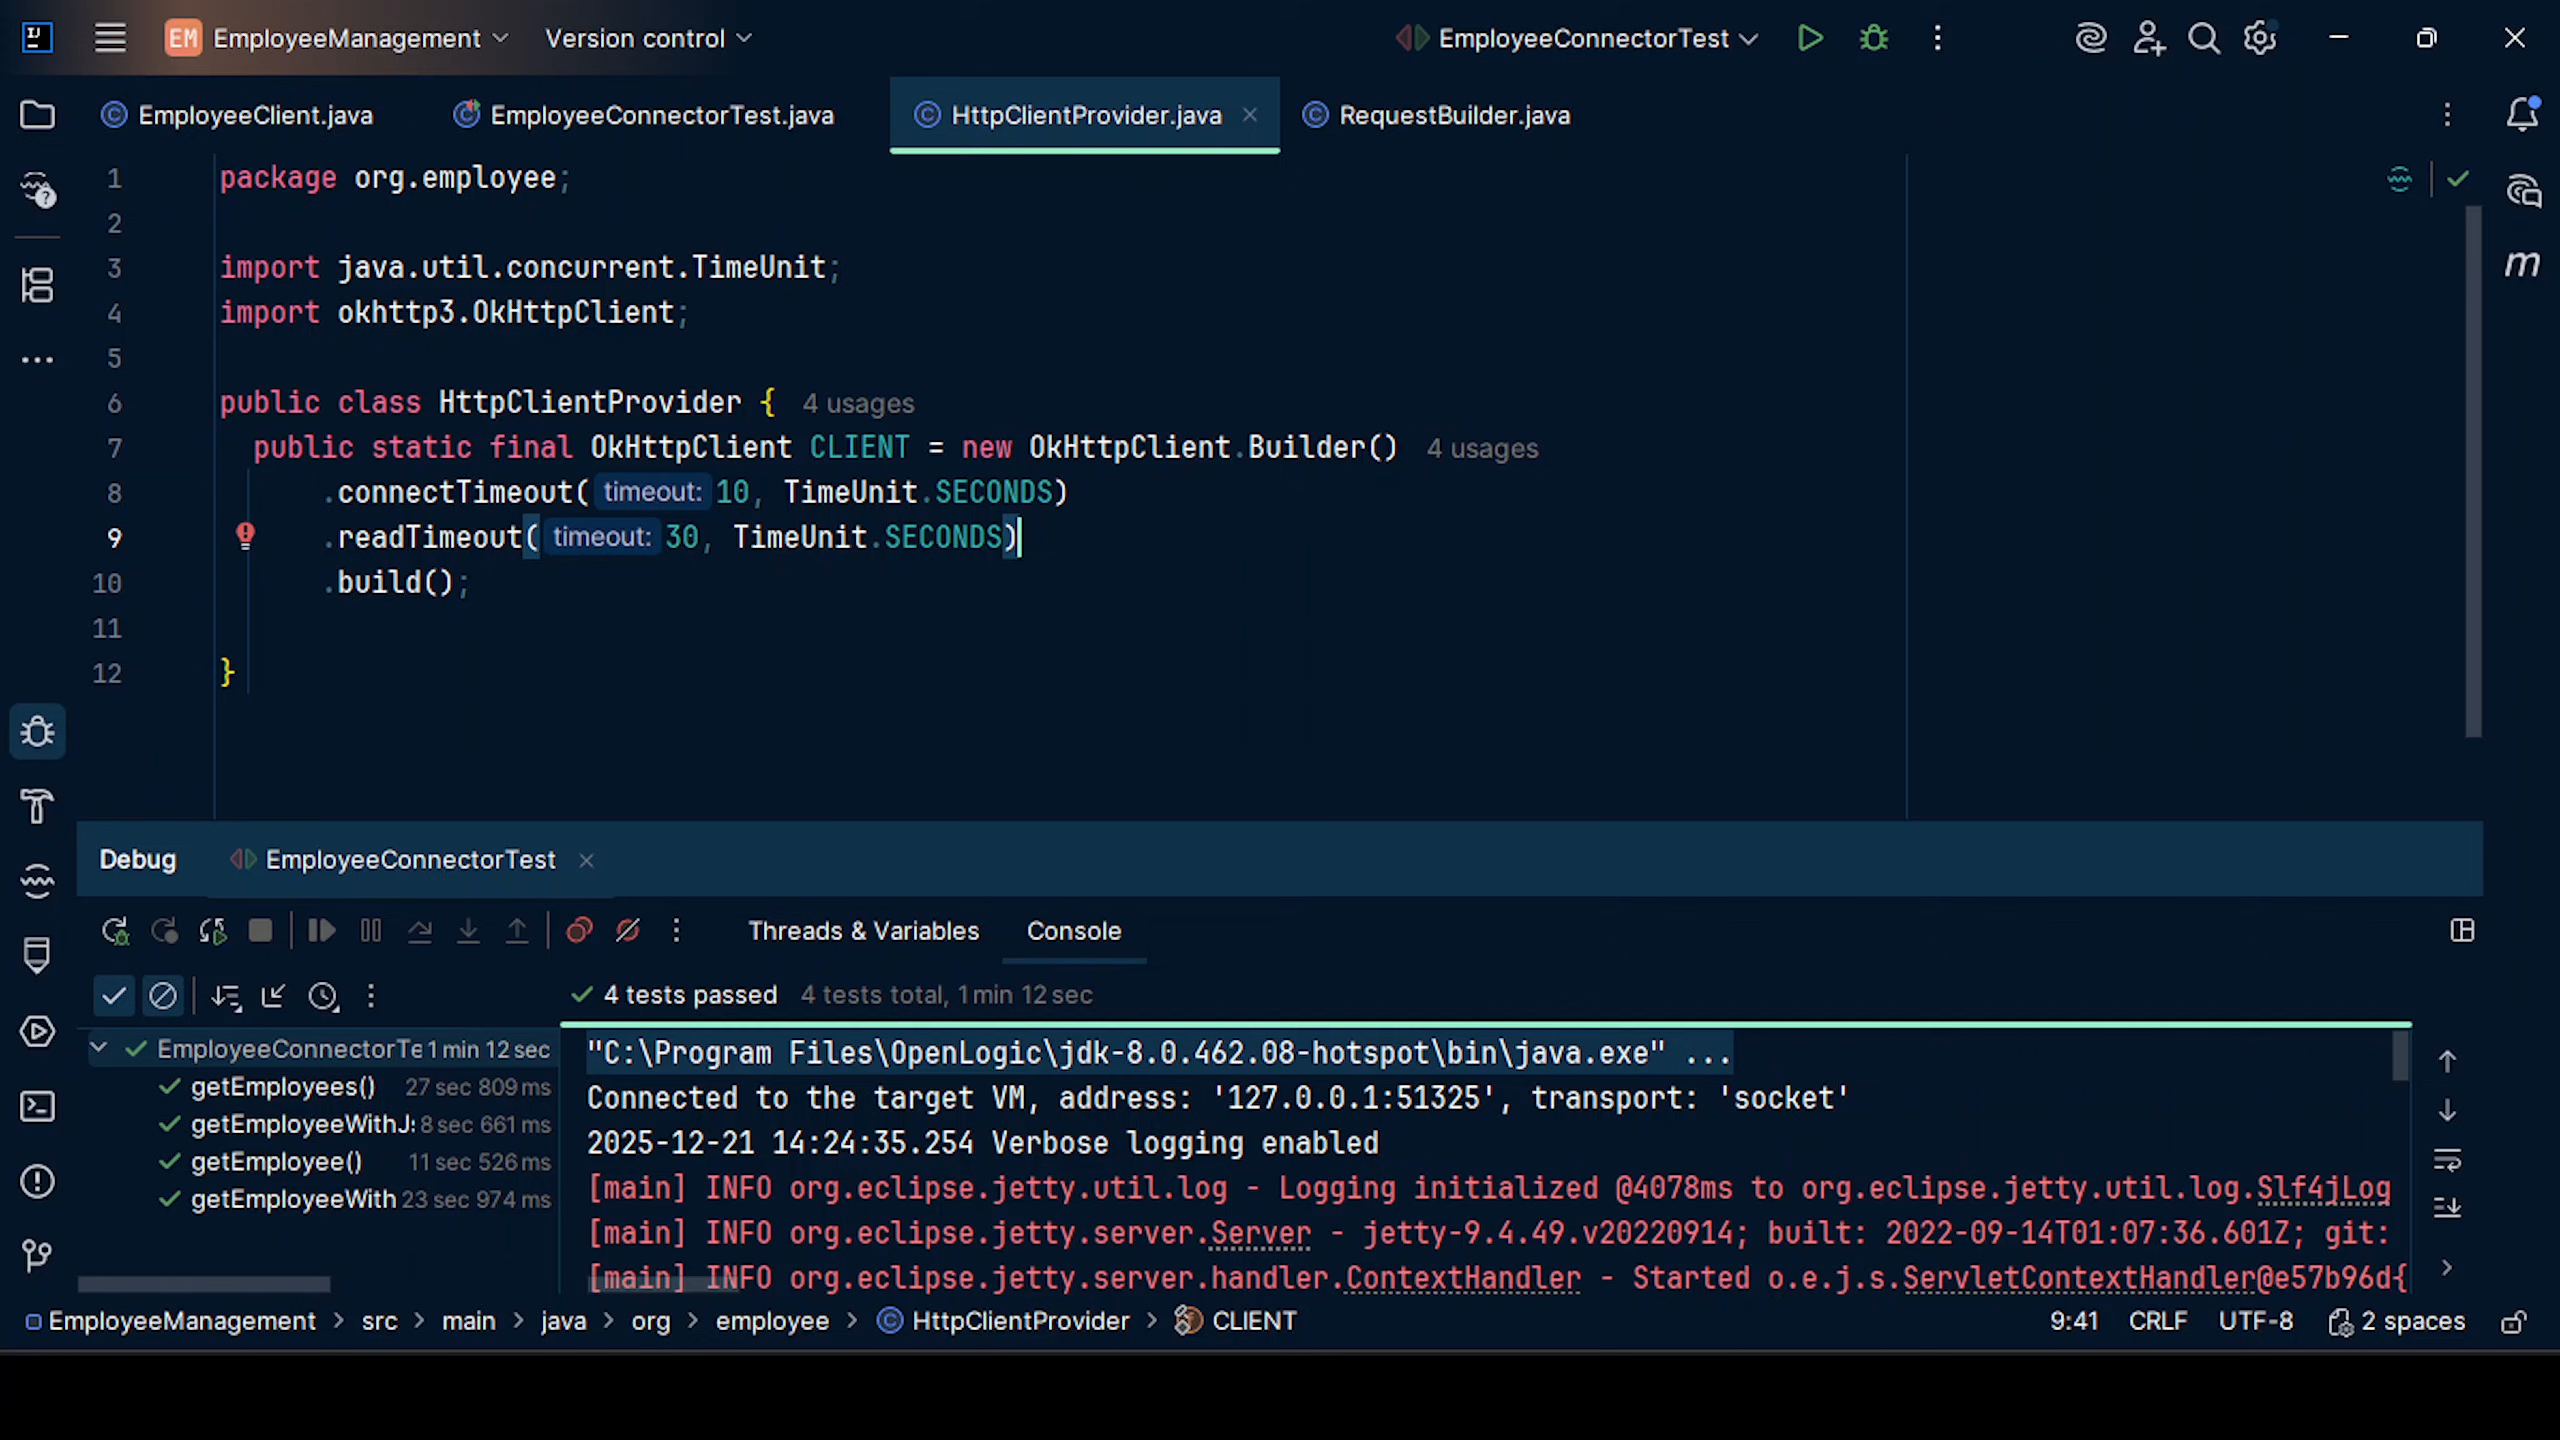 EM EmployeeManagement Version control EmployeeConnectorTest
EmployeeClient.java EmployeeConnectorTest.java HttpClientProvider.java RequestBuilder.java
1 package org.employee;
2
3 import java.util.concurrent.TimeUnit;
4 import okhttp3.OkHttpClient;
5
6 public class HttpClientProvider { 4 usages
7 public static final OkHttpClient CLIENT = new OkHttpClient.Builder() 4 usages
8 .connectTimeout( timeout: 10, TimeUnit.SECONDS)
9 .readTimeout( timeout: 30, TimeUnit.SECONDS)
10 .build();
11
12 }
Debug EmployeeConnectorTest
Threads & Variables Console
4 tests passed 4 tests total, 1 min 12 sec
EmployeeConnectorTe 1 min 12 sec
getEmployees() 27 sec 809 ms
getEmployeeWithJ 8 sec 661 ms
getEmployee() 11 sec 526 ms
getEmployeeWith 23 sec 974 ms
"C:\Program Files\OpenLogic\jdk-8.0.462.08-hotspot\bin\java.exe" ...
Connected to the target VM, address: '127.0.0.1:51325', transport: 'socket'
2025-12-21 14:24:35.254 Verbose logging enabled
[main] INFO org.eclipse.jetty.util.log - Logging initialized @4078ms to org.eclipse.jetty.util.log.Slf4jLog
[main] INFO org.eclipse.jetty.server.Server - jetty-9.4.49.v20220914; built: 2022-09-14T01:07:36.601Z; git:
[main] INFO org.eclipse.jetty.server.handler.ContextHandler - Started o.e.j.s.ServletContextHandler@e57b96d{
EmployeeManagement > src > main > java > org > employee > HttpClientProvider > CLIENT 9:41 CRLF UTF-8 2 spaces